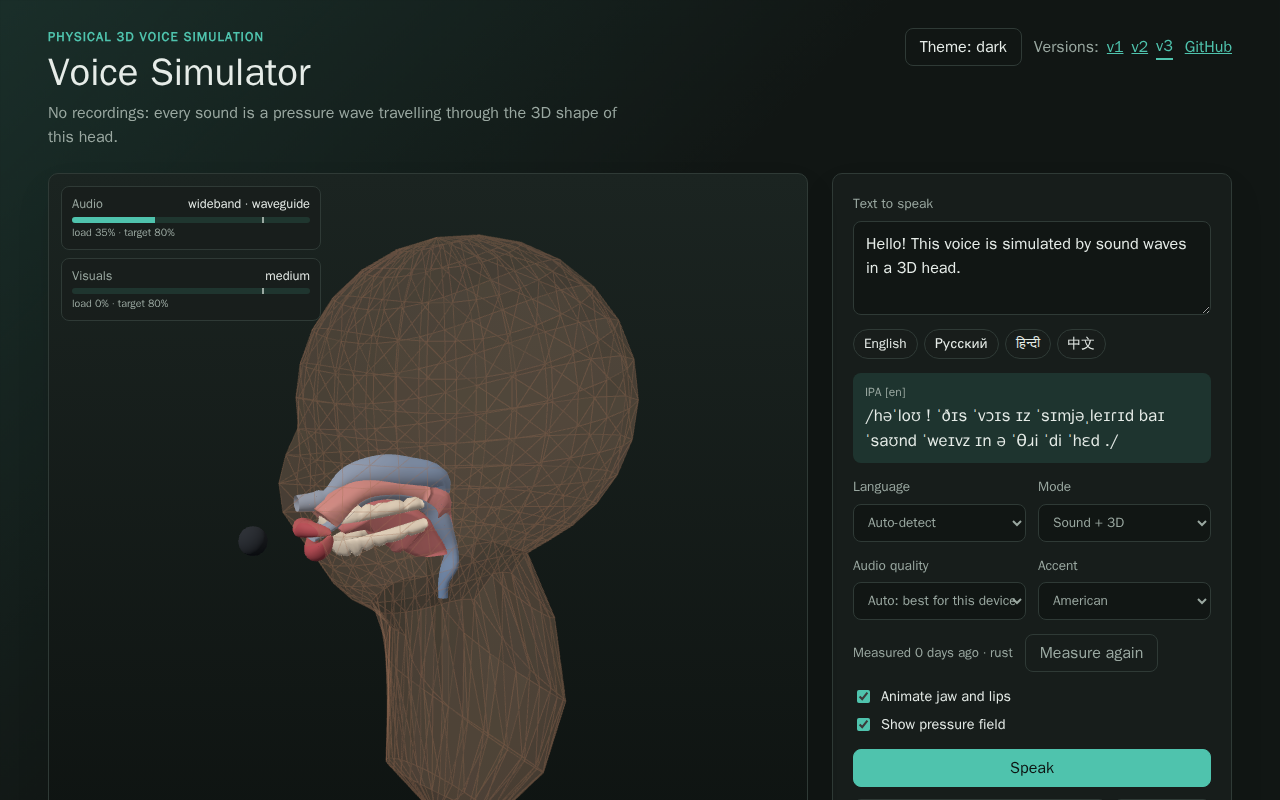 PHYSICAL 3D VOICE SIMULATION
Voice Simulator
No recordings: every sound is a pressure wave travelling through the 3D shape of
this head.
Theme: dark
Versions: v1 v2 v3 GitHub
Audio wideband · waveguide
load 35% · target 80%
Visuals medium
load 0% · target 80%
Text to speak
Hello! This voice is simulated by sound waves
in a 3D head.
English Русский हिन्दी 中文
IPA [en]
/həˈloʊ ! ˈðɪs ˈvɔɪs ɪz ˈsɪmjəˌleɪɾɪd baɪ
ˈsaʊnd ˈweɪvz ɪn ə ˈθɹi ˈdi ˈhɛd ./
Language Mode
Auto-detect Sound + 3D
Audio quality Accent
Auto: best for this device American
Measured 0 days ago · rust Measure again
Animate jaw and lips
Show pressure field
Speak